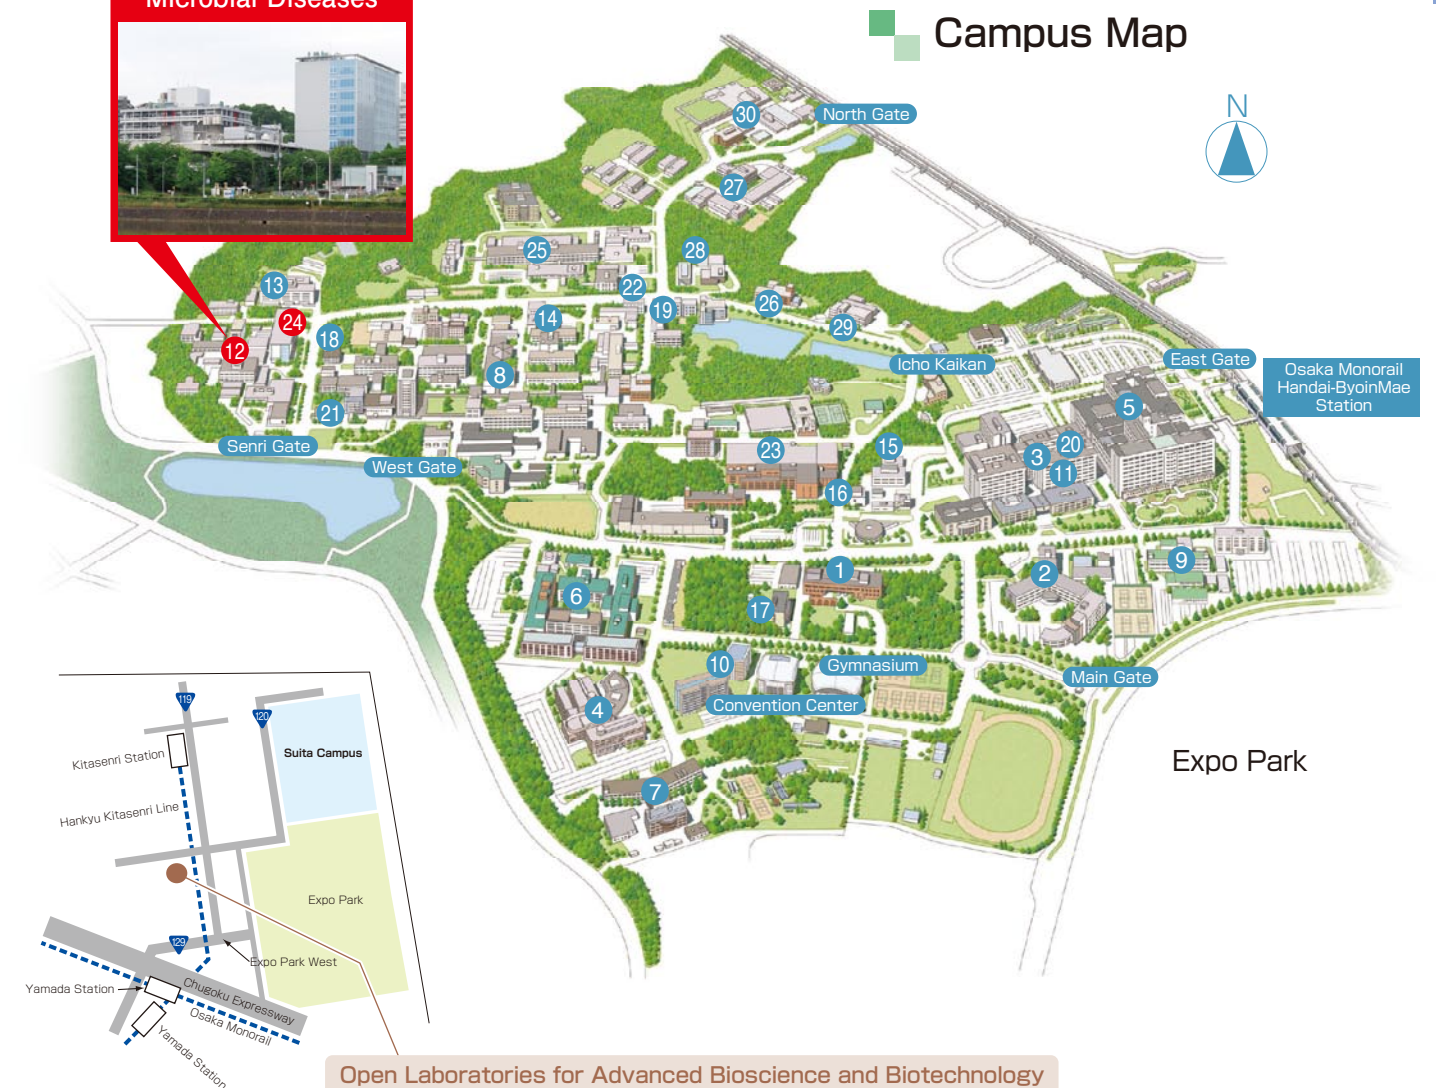 Microbial Diseases
Campus Map
N
30
North Gate
27
25
28
13
22
26
19
14
24
18
29
12
Icho Kaikan
East Gate
8
Osaka Monorail
Handai-ByoinMae
Station
5
21
Senri Gate
West Gate
23
15
20
3
11
16
1
2
9
6
17
10
Gymnasium
Main Gate
4
Convention Center
7
Expo Park
119
120
Kitasenri Station
Suita Campus
Hankyu Kitasenri Line
Expo Park
129
Expo Park West
Yamada Station
Chugoku Expressway
Osaka Monorail
Yamada Station
Open Laboratories for Advanced Bioscience and Biotechnology